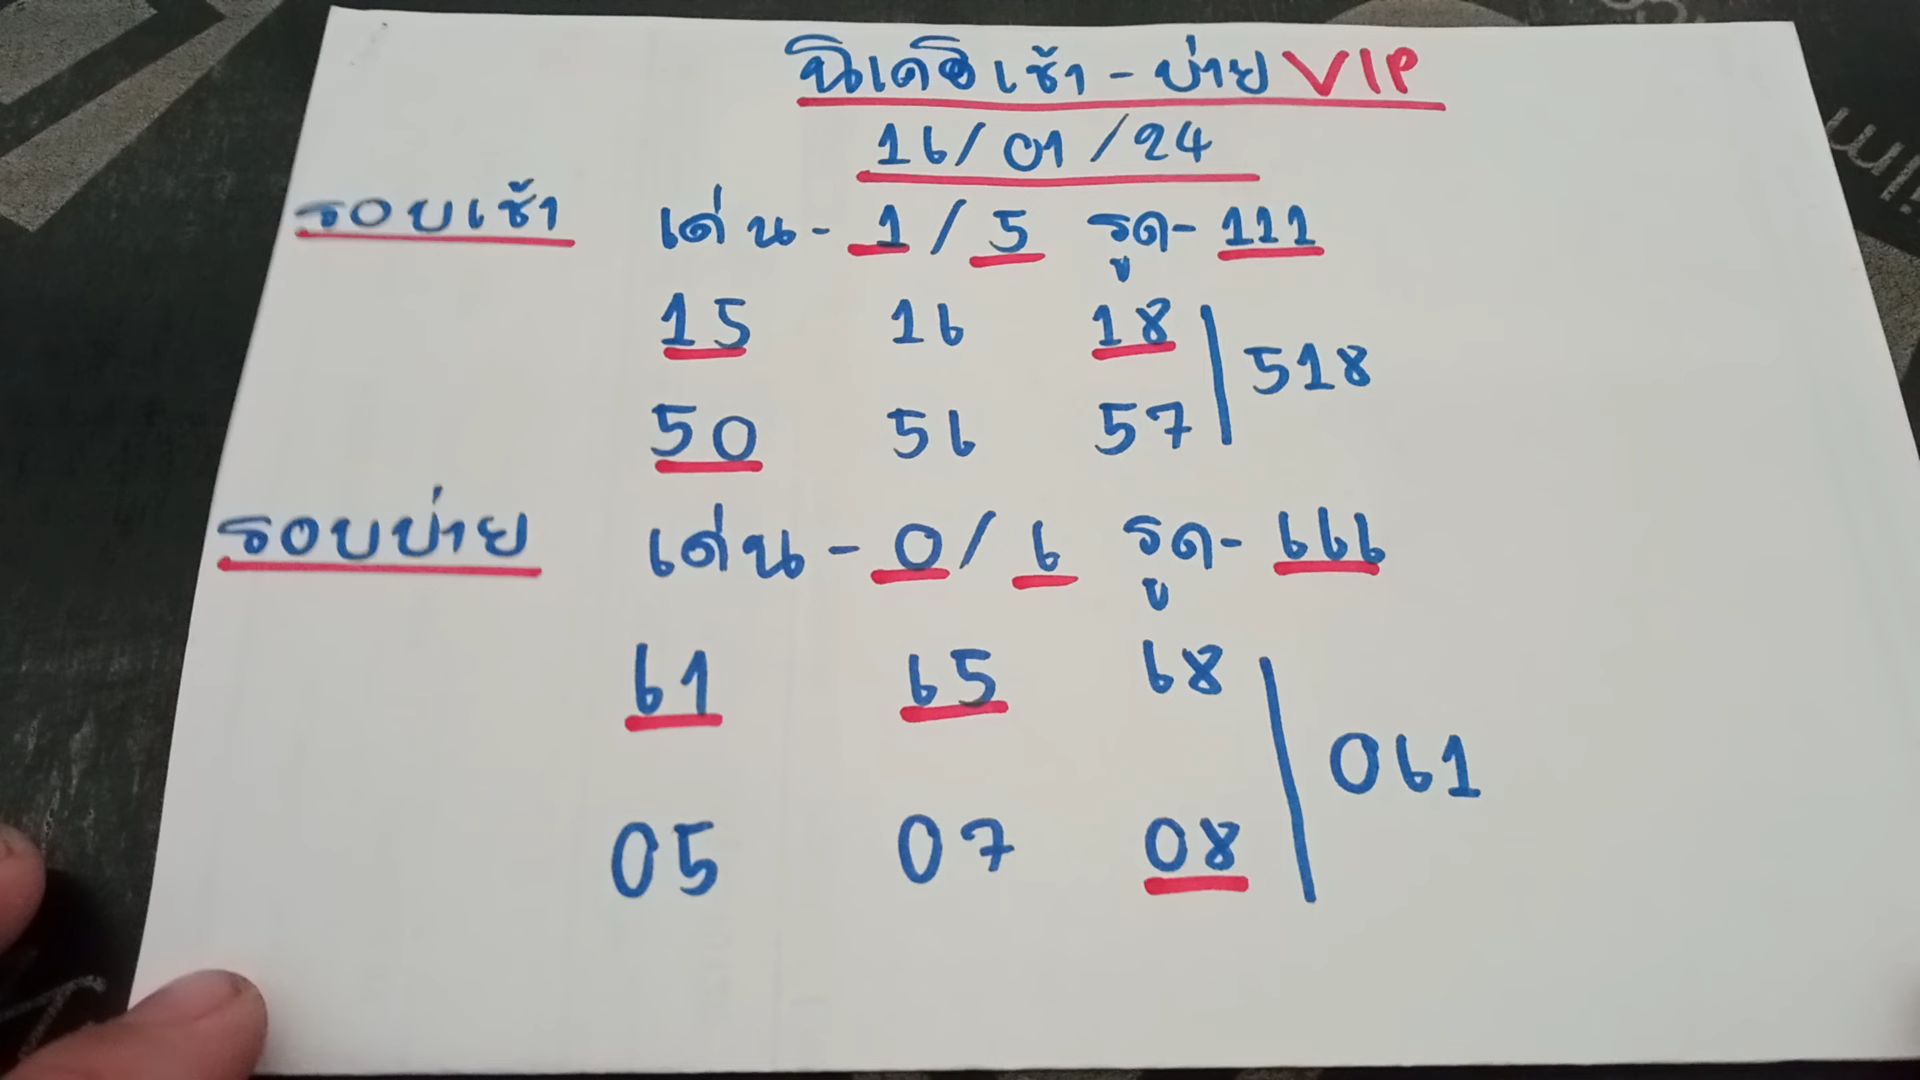 นิเคอิ เช้า - บ่าย VIP
16/01/24
รอบเช้า เด่น - 1 / 5 รูด - 111
15 16 18
518
50 56 57
รอบบ่าย เด่น - 0 / 6 รูด - 666
61 65 68
061
05 07 08